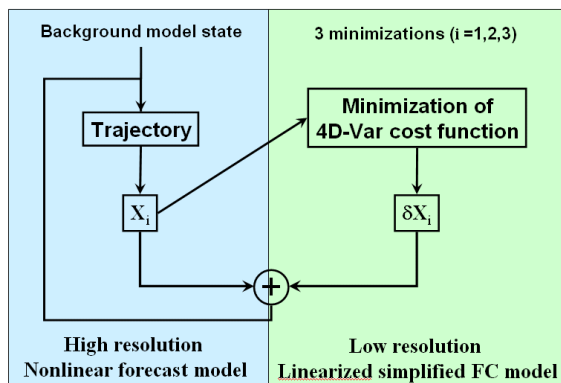 Background model state
3 minimizations (i =1,2,3)
Trajectory
Minimization of
4D-Var cost function
Xi
δXi
+
High resolution
Nonlinear forecast model
Low resolution
Linearized simplified FC model